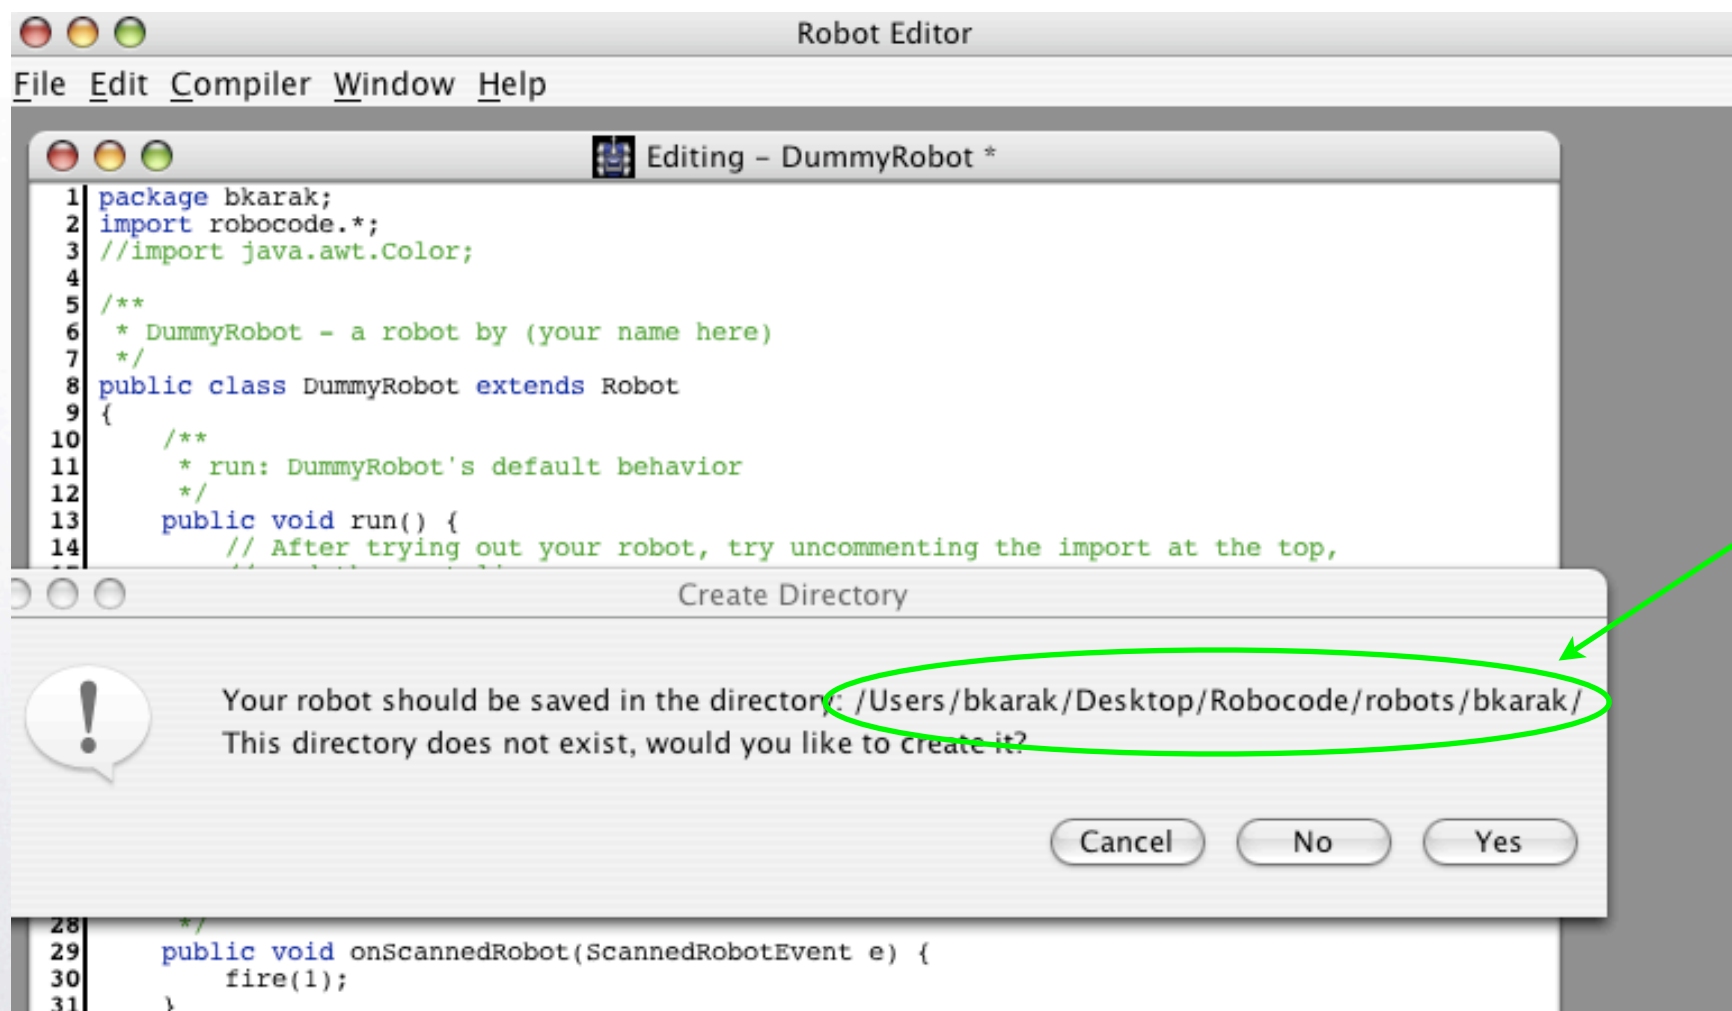 Robot Editor
File Edit Compiler Window Help
Editing – DummyRobot *
1 package bkarak;
2 import robocode.*;
3 //import java.awt.Color;
4
5 /**
6 * DummyRobot - a robot by (your name here)
7 */
8 public class DummyRobot extends Robot
9 {
10 /**
11 * run: DummyRobot's default behavior
12 */
13 public void run() {
14 // After trying out your robot, try uncommenting the import at the top,
Create Directory
Your robot should be saved in the directory: /Users/bkarak/Desktop/Robocode/robots/bkarak/
This directory does not exist, would you like to create it?
Cancel No Yes
28 */
29 public void onScannedRobot(ScannedRobotEvent e) {
30 fire(1);
31 }